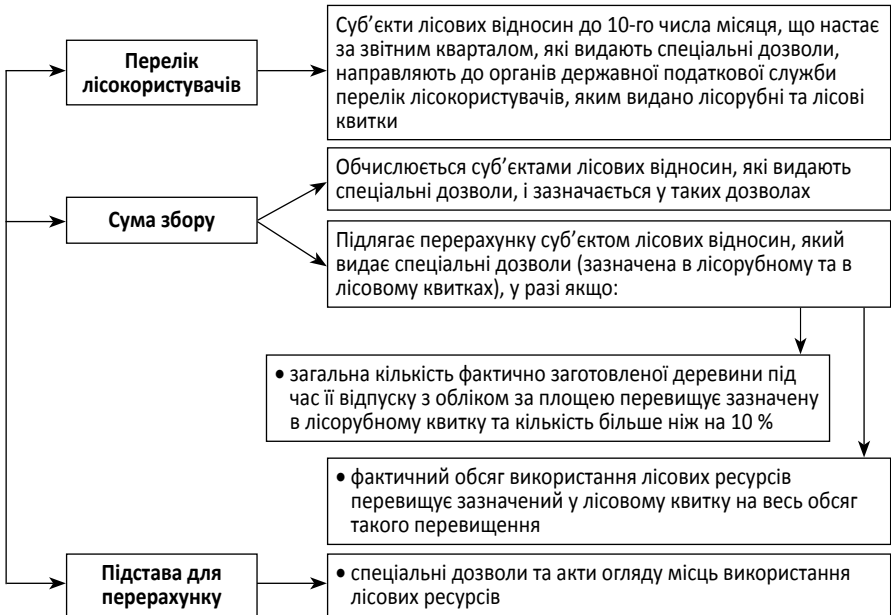 Перелік
лісокористувачів
Суб’єкти лісових відносин до 10-го числа місяця, що настає
за звітним кварталом, які видають спеціальні дозволи,
направляють до органів державної податкової служби
перелік лісокористувачів, яким видано лісорубні та лісові
квитки
Сума збору
Обчислюється суб’єктами лісових відносин, які видають
спеціальні дозволи, і зазначається у таких дозволах
Підлягає перерахунку суб’єктом лісових відносин, який
видає спеціальні дозволи (зазначена в лісорубному та в
лісовому квитках), у разі якщо:
• загальна кількість фактично заготовленої деревини під
час її відпуску з обліком за площею перевищує зазначену
в лісорубному квитку та кількість більше ніж на 10 %
• фактичний обсяг використання лісових ресурсів
перевищує зазначений у лісовому квитку на весь обсяг
такого перевищення
Підстава для
перерахунку
• спеціальні дозволи та акти огляду місць використання
лісових ресурсів